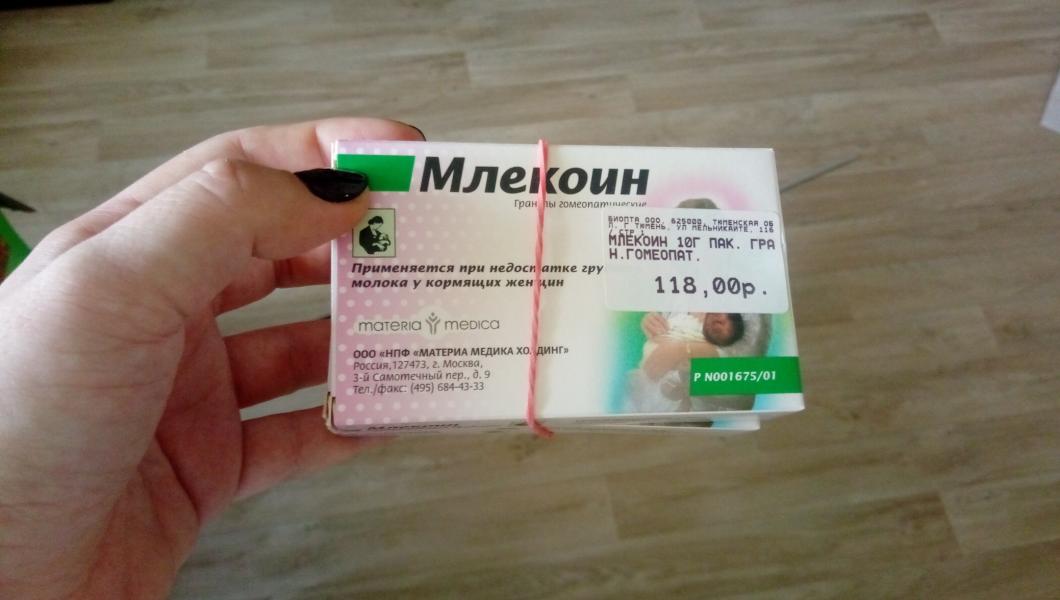 Млекоин
Гранулы гомеопатические
БИОПТА ООО, 625000, ТЮМЕНСКАЯ ОБ
Л. Г ТЮМЕНЬ, УЛ МЕЛЬНИКАЙТЕ, 116
МЛЕКОИН 10Г ПАК. ГРА
Н.ГОМЕОПАТ.
118,00р.
Применяется при недостатке гру
молока у кормящих женщин
materia medica
ООО «НПФ «МАТЕРИА МЕДИКА ХОЛДИНГ»
Россия,127473, г. Москва,
3-й Самотечный пер., д. 9
Тел./факс: (495) 684-43-33
Р N001675/01
Млекоин